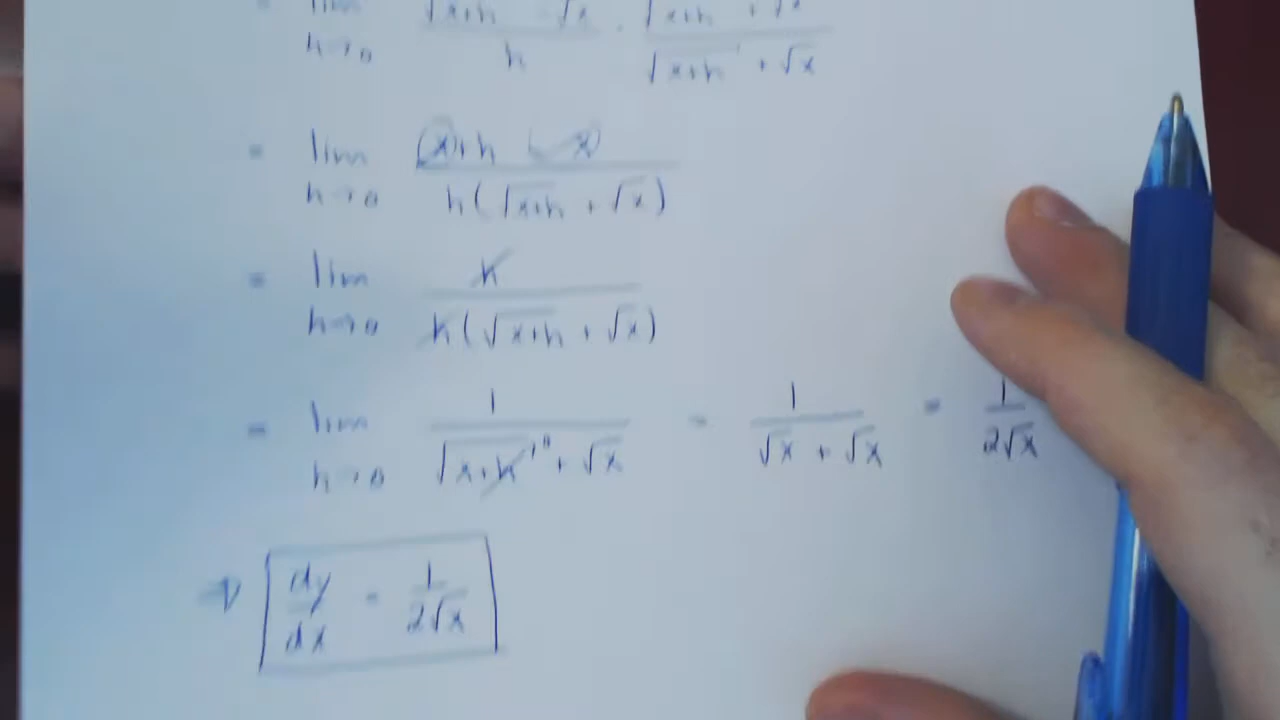 = lim h→0 (√x+h - √x)/h · (√x+h + √x)/(√x+h + √x)
= lim h→0 (x+h - x)/(h(√x+h + √x))
= lim h→0 h/(h(√x+h + √x))
= lim h→0 1/(√x+h + √x) = 1/(√x + √x) = 1/(2√x)
⇒ dy/dx = 1/(2√x)